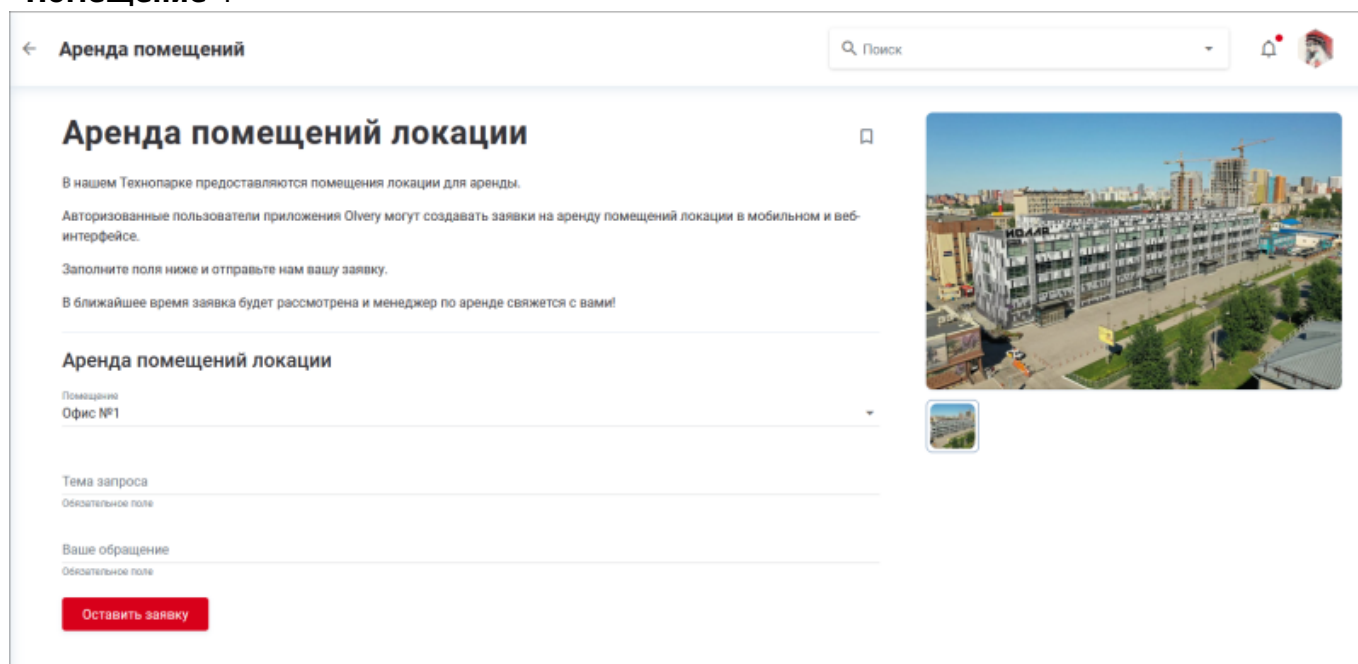 Аренда помещений
Поиск
Аренда помещений локации
В нашем Технопарке предоставляются помещения локации для аренды.
Авторизованные пользователи приложения Olvery могут создавать заявки на аренду помещений локации в мобильном и веб-
интерфейсе.
Заполните поля ниже и отправьте нам вашу заявку.
В ближайшее время заявка будет рассмотрена и менеджер по аренде свяжется с вами!
Аренда помещений локации
Помещение
Офис №1
Тема запроса
Обязательное поле
Ваше обращение
Обязательное поле
Оставить заявку